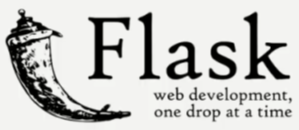 Flask
web development,
one drop at a time